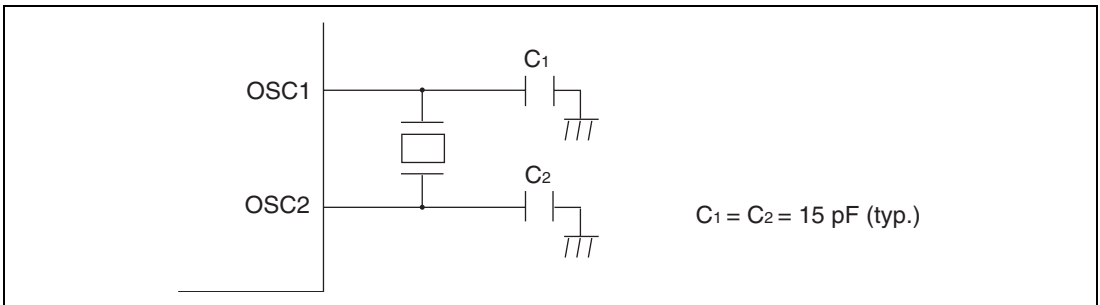 C1
OSC1
C2
OSC2
C1 = C2 = 15 pF (typ.)